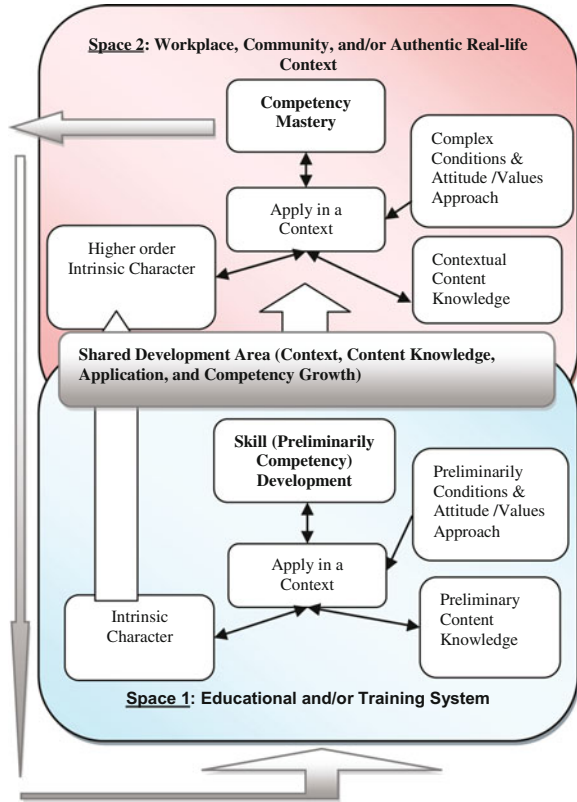 Space 2: Workplace, Community, and/or Authentic Real-life
Context
Competency
Mastery
Complex
Conditions &
Attitude /Values
Approach
Apply in a
Context
Higher order
Intrinsic Character
Contextual
Content
Knowledge
Shared Development Area (Context, Content Knowledge,
Application, and Competency Growth)
Skill (Preliminarily
Competency)
Development
Preliminarily
Conditions &
Attitude /Values
Approach
Apply in a
Context
Intrinsic
Character
Preliminary
Content
Knowledge
Space 1: Educational and/or Training System